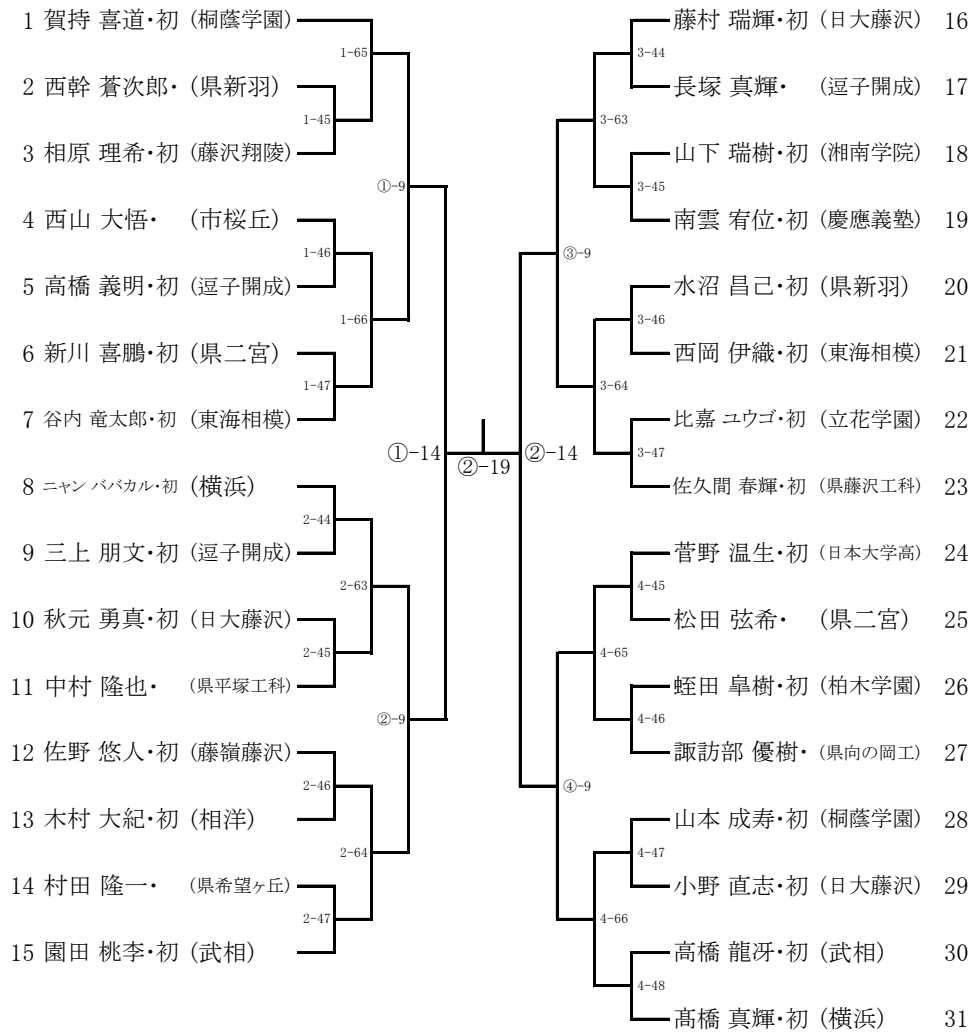 1 賀持 喜道・初 (桐蔭学園)
1-65
2 西幹 蒼次郎・ (県新羽)
1-45
3 相原 理希・初 (藤沢翔陵)
①-9
4 西山 大悟・ (市桜丘)
1-46
5 高橋 義明・初 (逗子開成)
1-66
6 新川 喜鵬・初 (県二宮)
1-47
7 谷内 竜太郎・初 (東海相模)
①-14
8 ニャン ババカル・初 (横浜)
2-44
9 三上 朋文・初 (逗子開成)
2-63
10 秋元 勇真・初 (日大藤沢)
2-45
11 中村 隆也・ (県平塚工科)
②-9
12 佐野 悠人・初 (藤嶺藤沢)
2-46
13 木村 大紀・初 (相洋)
2-64
14 村田 隆一・ (県希望ヶ丘)
2-47
15 園田 桃李・初 (武相)
②-19
藤村 瑞輝・初 (日大藤沢) 16
3-44
長塚 真輝・ (逗子開成) 17
3-63
山下 瑞樹・初 (湘南学院) 18
3-45
南雲 宥位・初 (慶應義塾) 19
③-9
水沼 昌己・初 (県新羽) 20
3-46
西岡 伊織・初 (東海相模) 21
3-64
比嘉 ユウゴ・初 (立花学園) 22
3-47
佐久間 春輝・初 (県藤沢工科) 23
②-14
菅野 温生・初 (日本大学高) 24
4-45
松田 弦希・ (県二宮) 25
4-65
蛭田 皐樹・初 (柏木学園) 26
4-46
諏訪部 優樹・ (県向の岡工) 27
④-9
山本 成寿・初 (桐蔭学園) 28
4-47
小野 直志・初 (日大藤沢) 29
4-66
高橋 龍冴・初 (武相) 30
4-48
髙橋 真輝・初 (横浜) 31